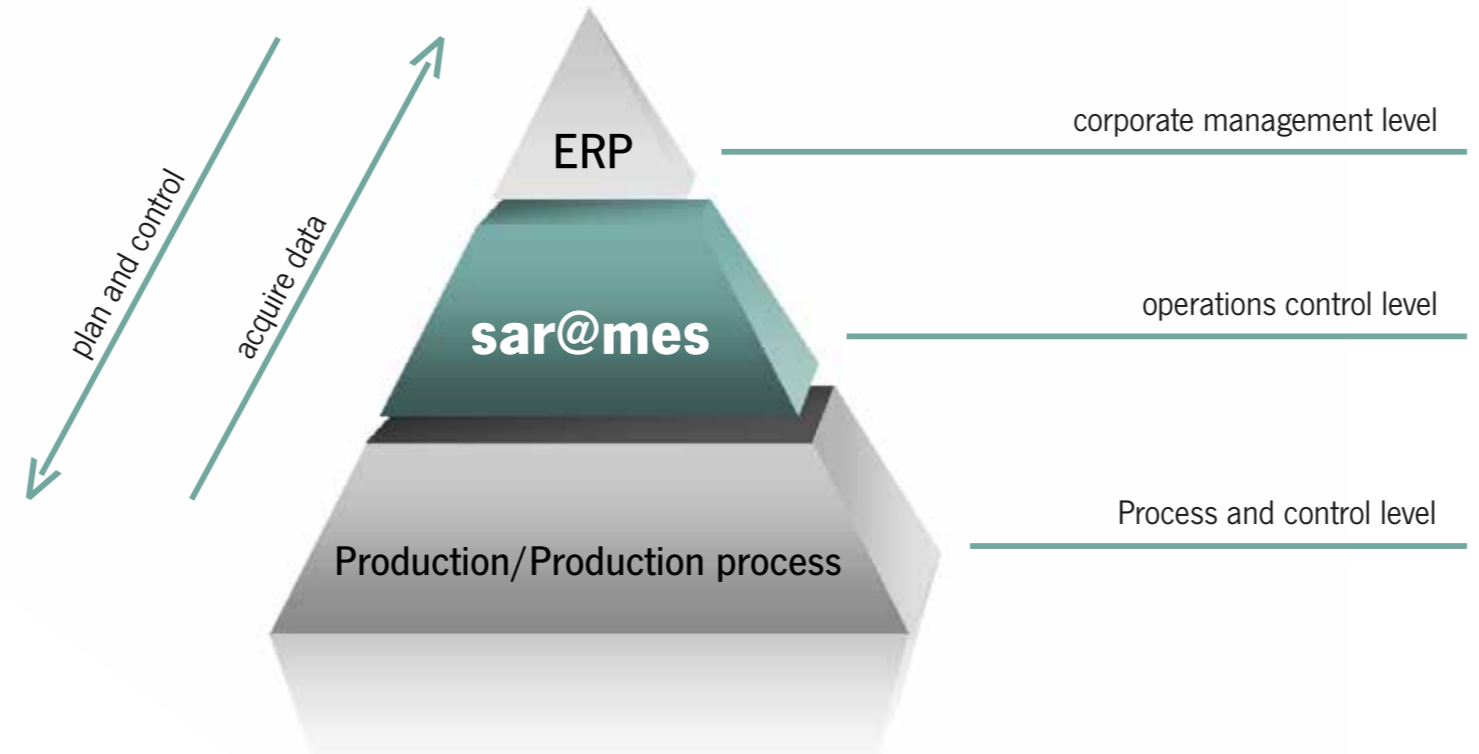 plan and control
acquire data
ERP
corporate management level
sar@mes
operations control level
Production/Production process
Process and control level